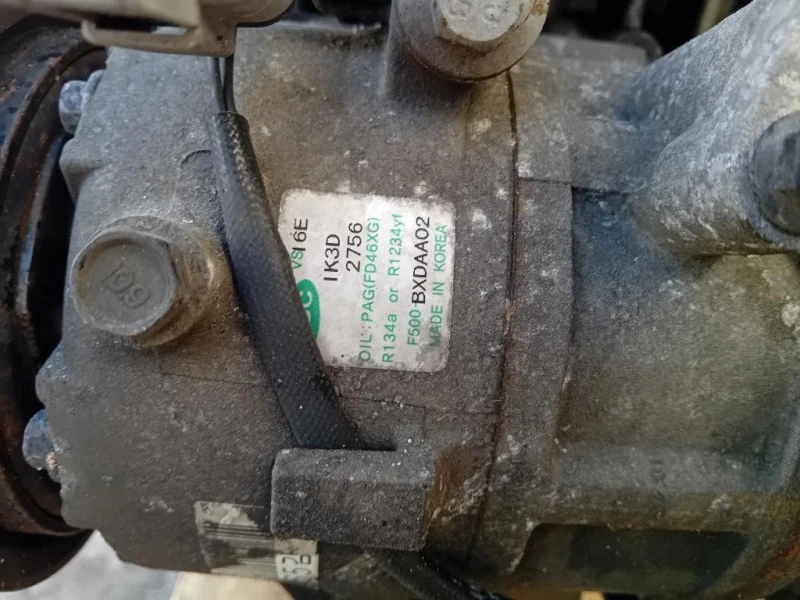 VS16E
1K3D
2756
OIL : PAG(FD46XG)
R134a or R1234yf
F500-BXDAA02
MADE IN KOREA